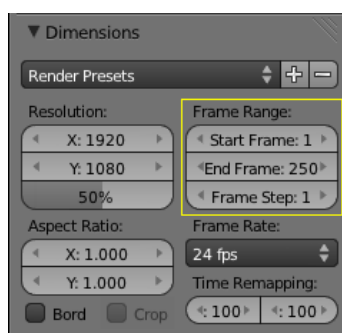 Dimensions
Render Presets
Resolution:
X: 1920
Y: 1080
50%
Frame Range:
Start Frame: 1
End Frame: 250
Frame Step: 1
Aspect Ratio:
X: 1.000
Y: 1.000
Bord
Crop
Frame Rate:
24 fps
Time Remapping:
: 100
: 100